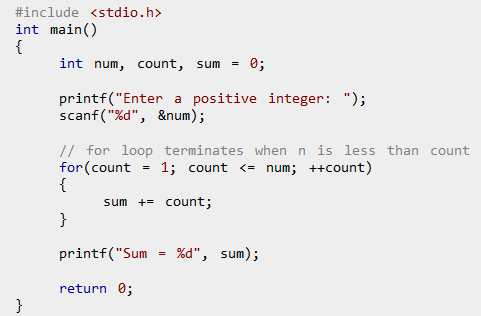 #include <stdio.h>
int main()
{
int num, count, sum = 0;
printf("Enter a positive integer: ");
scanf("%d", &num);
// for loop terminates when n is less than count
for(count = 1; count <= num; ++count)
{
sum += count;
}
printf("Sum = %d", sum);
return 0;
}